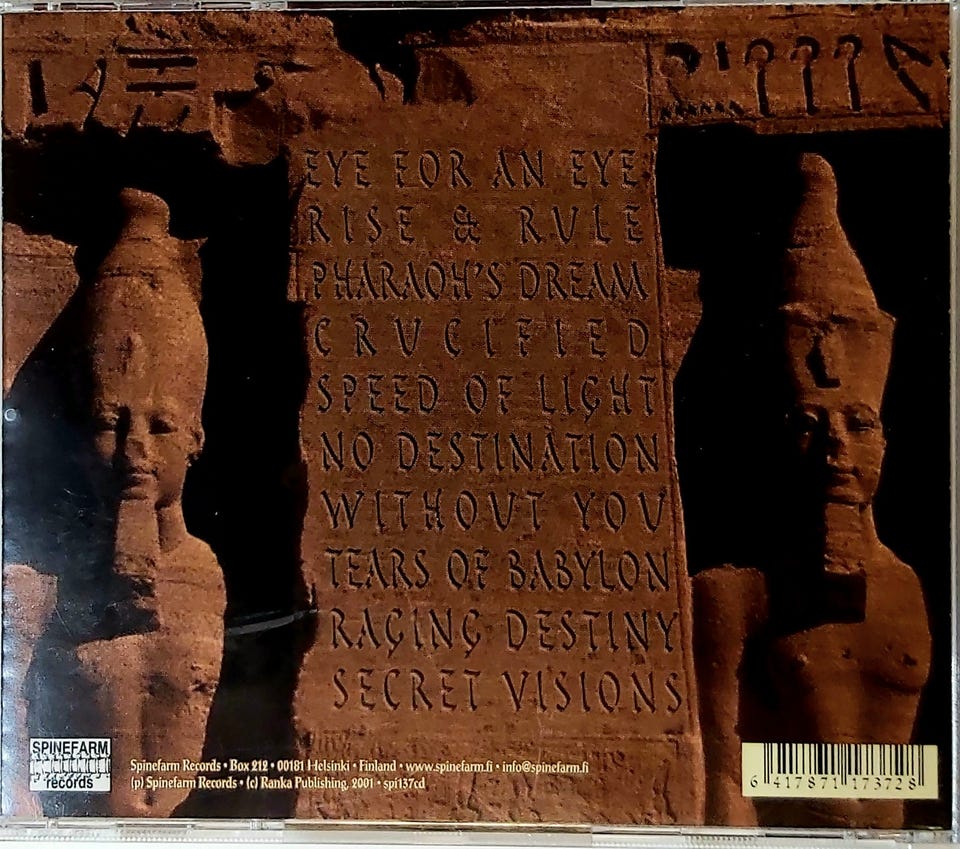 EYE FOR AN EYE
RISE & RULE
PHARAOH'S DREAM
CRUCIFIED
SPEED OF LIGHT
NO DESTINATION
WITHOUT YOU
TEARS OF BABYLON
RAGING DESTINY
SECRET VISIONS
SPINEFARM
records
Spinefarm Records • Box 212 • 00181 Helsinki • Finland • www.spinefarm.fi • info@spinefarm.fi
(p) Spinefarm Records • (c) Ranka Publishing, 2001 • spi137cd
6 417871 173728